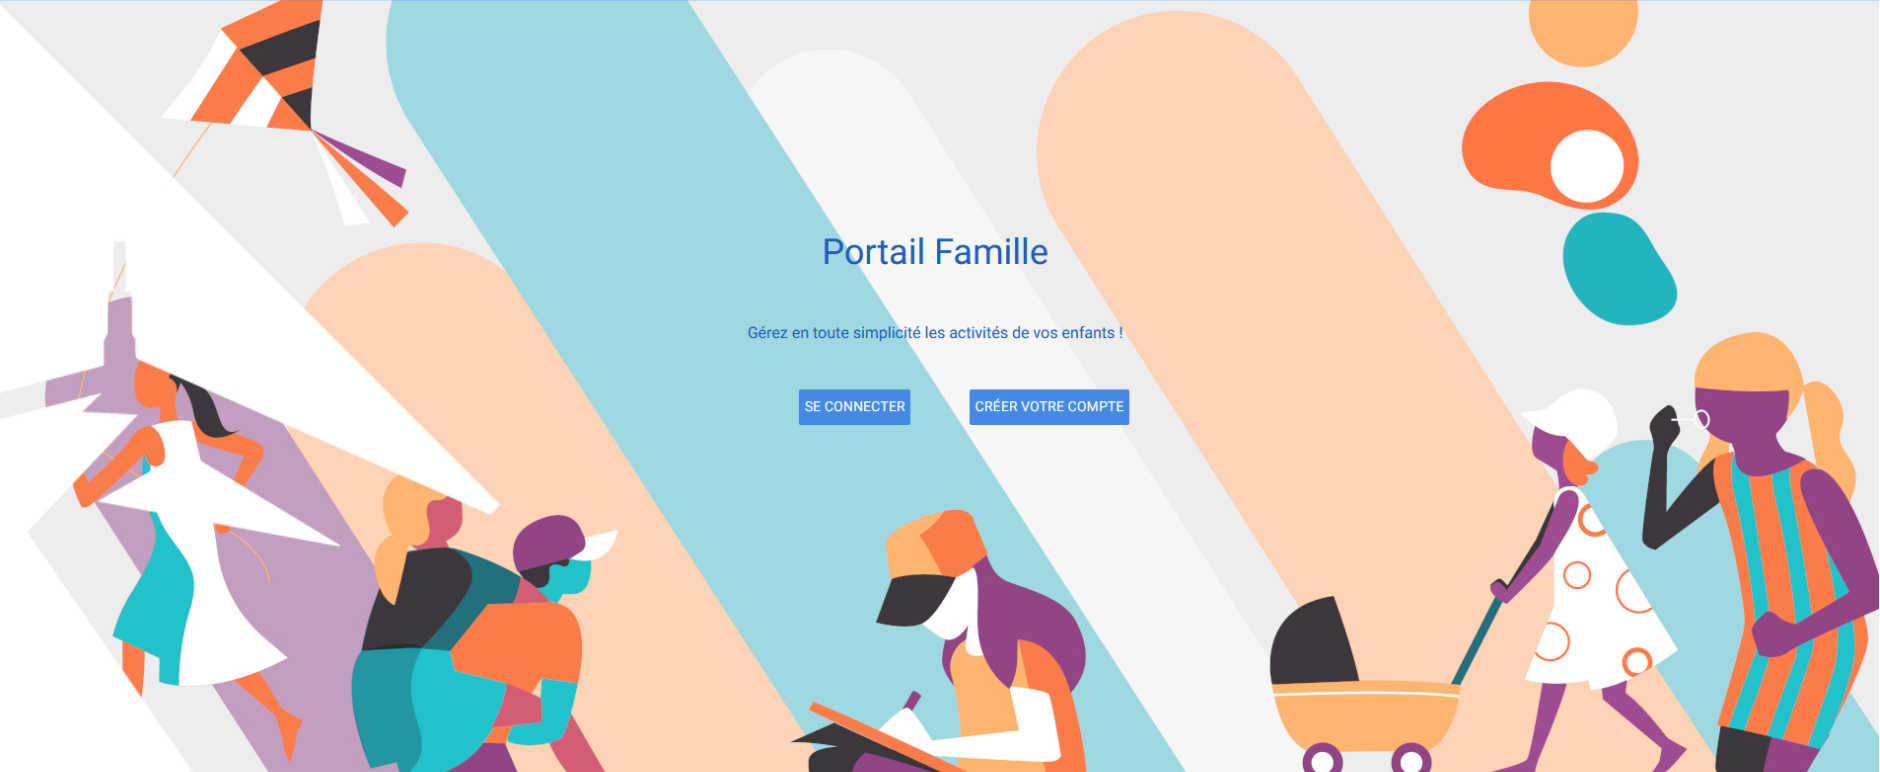 Portail Famille
Gérez en toute simplicité les activités de vos enfants !
SE CONNECTER
CRÉER VOTRE COMPTE